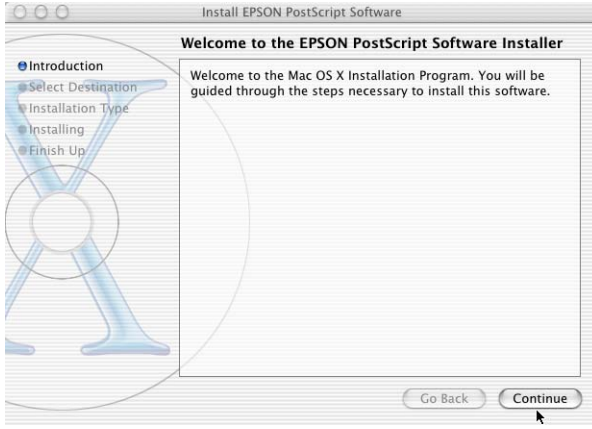 Install EPSON PostScript Software
Welcome to the EPSON PostScript Software Installer
Introduction
Select Destination
Installation Type
Installing
Finish Up
Welcome to the Mac OS X Installation Program. You will be
guided through the steps necessary to install this software.
Go Back
Continue